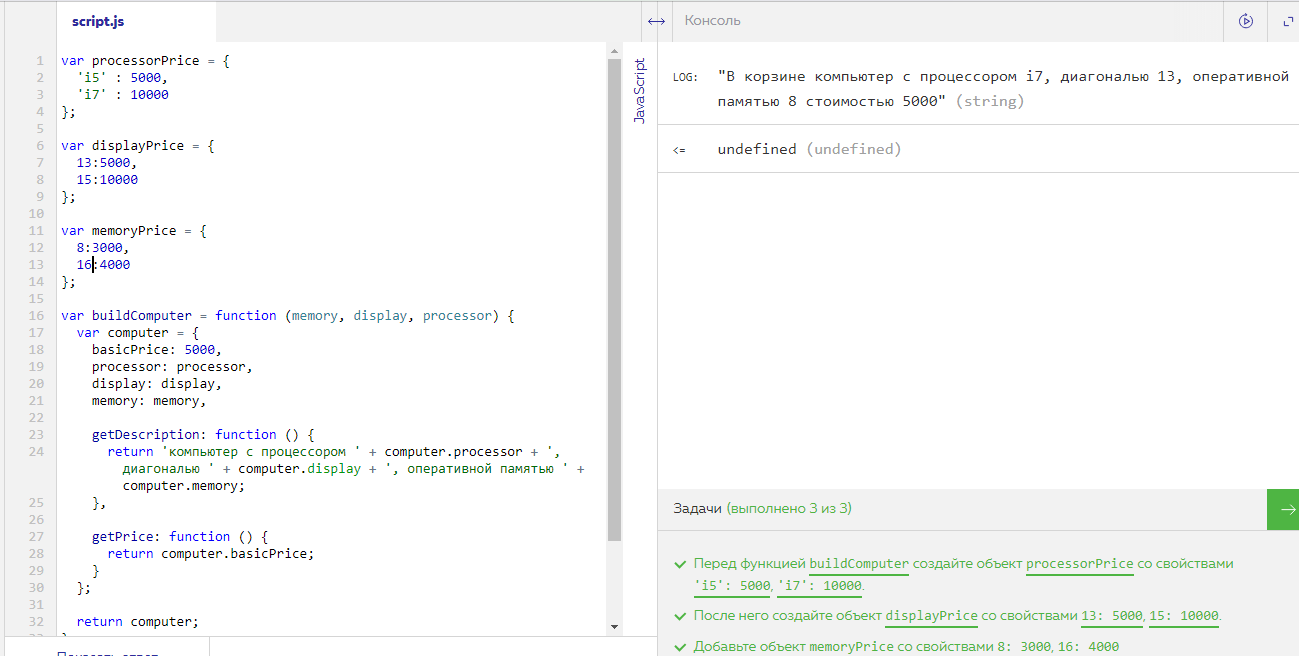 script.js
1 var processorPrice = {
2 'i5' : 5000,
3 'i7' : 10000
4 };
5
6 var displayPrice = {
7 13:5000,
8 15:10000
9 };
10
11 var memoryPrice = {
12 8:3000,
13 16:4000
14 };
15
16 var buildComputer = function (memory, display, processor) {
17 var computer = {
18 basicPrice: 5000,
19 processor: processor,
20 display: display,
21 memory: memory,
22
23 getDescription: function () {
24 return 'компьютер с процессором ' + computer.processor + ',
диагональю ' + computer.display + ', оперативной памятью ' +
computer.memory;
25 },
26
27 getPrice: function () {
28 return computer.basicPrice;
29 }
30 };
31
32 return computer;
JavaScript
Консоль
LOG: "В корзине компьютер с процессором i7, диагональю 13, оперативной
памятью 8 стоимостью 5000" (string)
<= undefined (undefined)
Задачи (выполнено 3 из 3)
Перед функцией buildComputer создайте объект processorPrice со свойствами
'i5': 5000, 'i7': 10000.
После него создайте объект displayPrice со свойствами 13: 5000, 15: 10000.
Добавьте объект memoryPrice со свойствами 8: 3000, 16: 4000